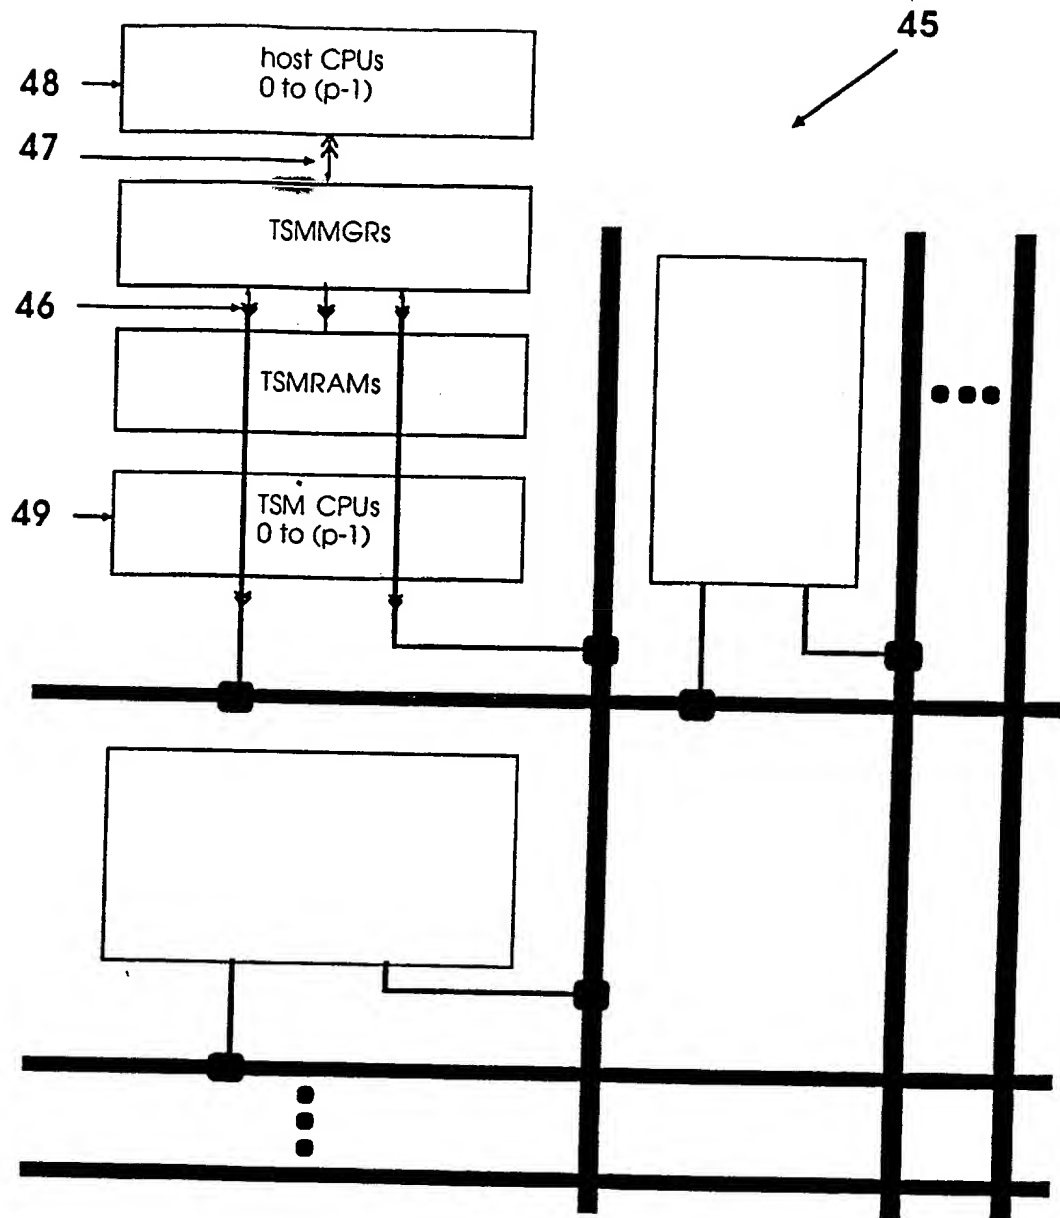 45
48
host CPUs
0 to (p-1)
47
TSMMGRs
46
TSMRAMs
49
TSM CPUs
0 to (p-1)